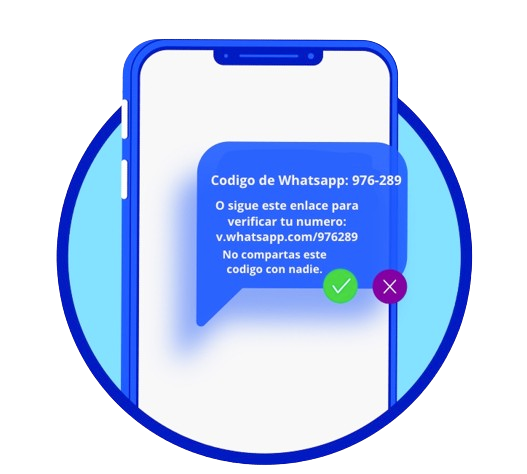 Codigo de Whatsapp: 976-289
O sigue este enlace para
verificar tu numero:
v.whatsapp.com/976289
No compartas este
codigo con nadie.